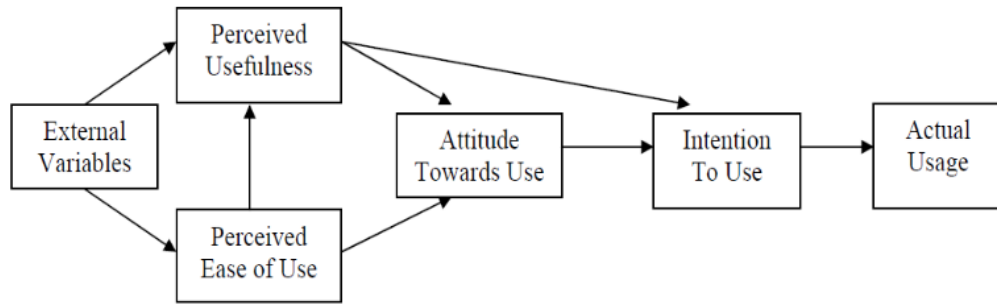 Perceived
Usefulness
External
Variables
Attitude
Towards Use
Intention
To Use
Actual
Usage
Perceived
Ease of Use